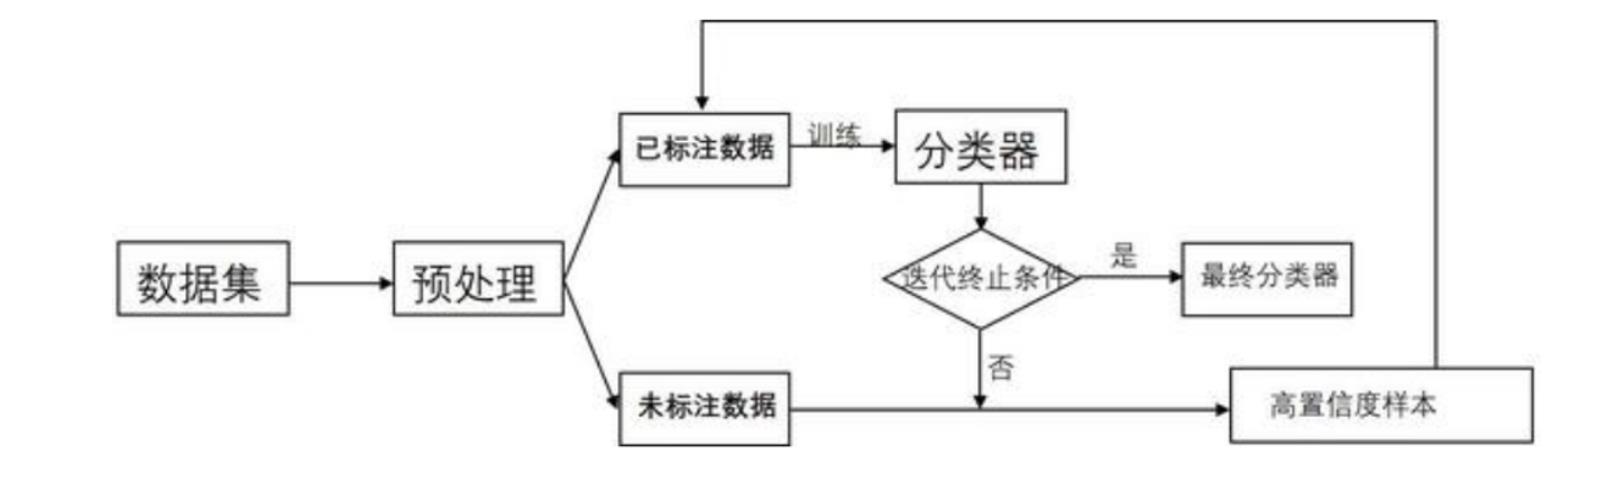 数据集
预处理
已标注数据
训练
分类器
迭代终止条件
是
最终分类器
否
未标注数据
高置信度样本